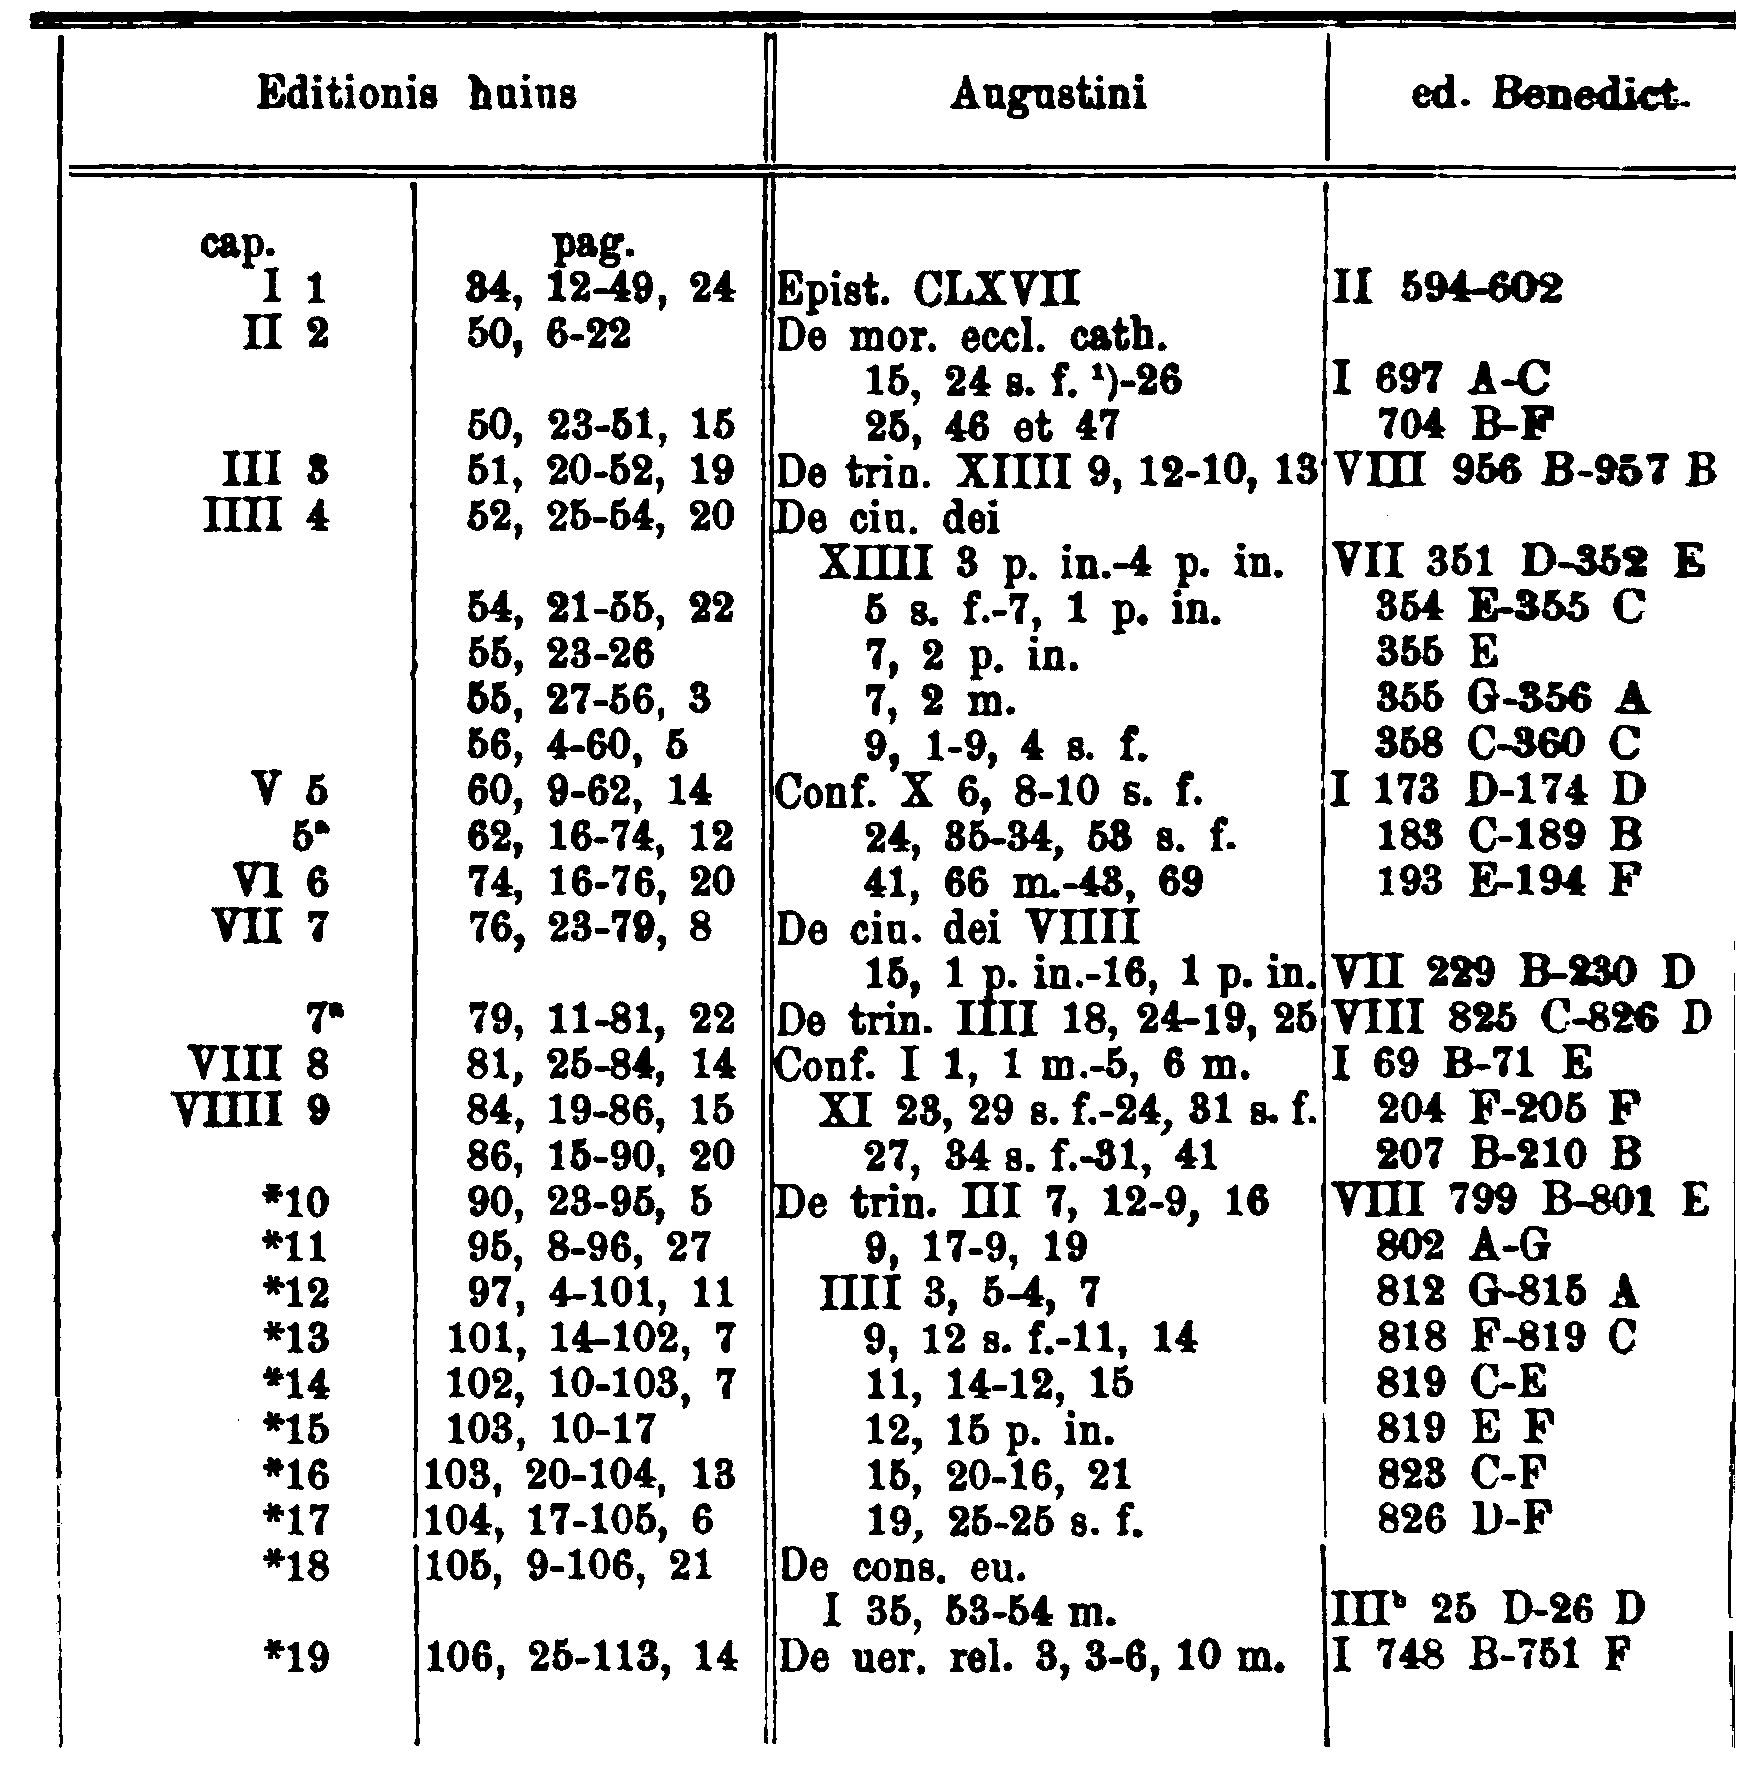 Editionis huius Augustini ed. Benedict.
cap. pag.
I 1 34, 12-49, 24 Epist. CLXVII II 594-602
II 2 50, 6-22 De mor. eccl. cath.
15, 24 s. f. ¹)-26 I 697 A-C
50, 23-51, 15 25, 46 et 47 704 B-F
III 3 51, 20-52, 19 De trin. XIIII 9, 12-10, 13 VIII 956 B-957 B
IIII 4 52, 25-54, 20 De ciu. dei
XIIII 3 p. in.-4 p. in. VII 351 D-352 E
54, 21-55, 22 5 s. f.-7, 1 p. in. 354 E-355 C
55, 23-26 7, 2 p. in. 355 E
55, 27-56, 3 7, 2 m. 355 G-356 A
56, 4-60, 5 9, 1-9, 4 s. f. 358 C-360 C
V 5 60, 9-62, 14 Conf. X 6, 8-10 s. f. I 173 D-174 D
5ᵃ 62, 16-74, 12 24, 35-34, 53 s. f. 183 C-189 B
VI 6 74, 16-76, 20 41, 66 m.-43, 69 193 E-194 F
VII 7 76, 23-79, 8 De ciu. dei VIIII
15, 1 p. in.-16, 1 p. in. VII 229 B-230 D
7ᵃ 79, 11-81, 22 De trin. IIII 18, 24-19, 25 VIII 825 C-826 D
VIII 8 81, 25-84, 14 Conf. I 1, 1 m.-5, 6 m. I 69 B-71 E
VIIII 9 84, 19-86, 15 XI 23, 29 s. f.-24, 31 s. f. 204 F-205 F
86, 15-90, 20 27, 34 s. f.-31, 41 207 B-210 B
*10 90, 23-95, 5 De trin. III 7, 12-9, 16 VIII 799 B-801 E
*11 95, 8-96, 27 9, 17-9, 19 802 A-G
*12 97, 4-101, 11 IIII 3, 5-4, 7 812 G-815 A
*13 101, 14-102, 7 9, 12 s. f.-11, 14 818 F-819 C
*14 102, 10-103, 7 11, 14-12, 15 819 C-E
*15 103, 10-17 12, 15 p. in. 819 E F
*16 103, 20-104, 13 15, 20-16, 21 823 C-F
*17 104, 17-105, 6 19, 25-25 s. f. 826 D-F
*18 105, 9-106, 21 De cons. eu.
I 35, 53-54 m. IIIᵇ 25 D-26 D
*19 106, 25-113, 14 De uer. rel. 3, 3-6, 10 m. I 748 B-751 F